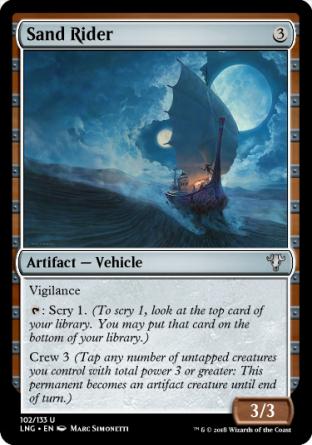 Sand Rider 3
Artifact — Vehicle
Vigilance
: Scry 1. (To scry 1, look at the top card of
your library. You may put that card on
the bottom of your library.)
Crew 3 (Tap any number of untapped creatures
you control with total power 3 or greater: This
permanent becomes an artifact creature until
end of turn.)
3/3
102/133 U
LNG • EN Marc Simonetti
™ & © 2018 Wizards of the Coast